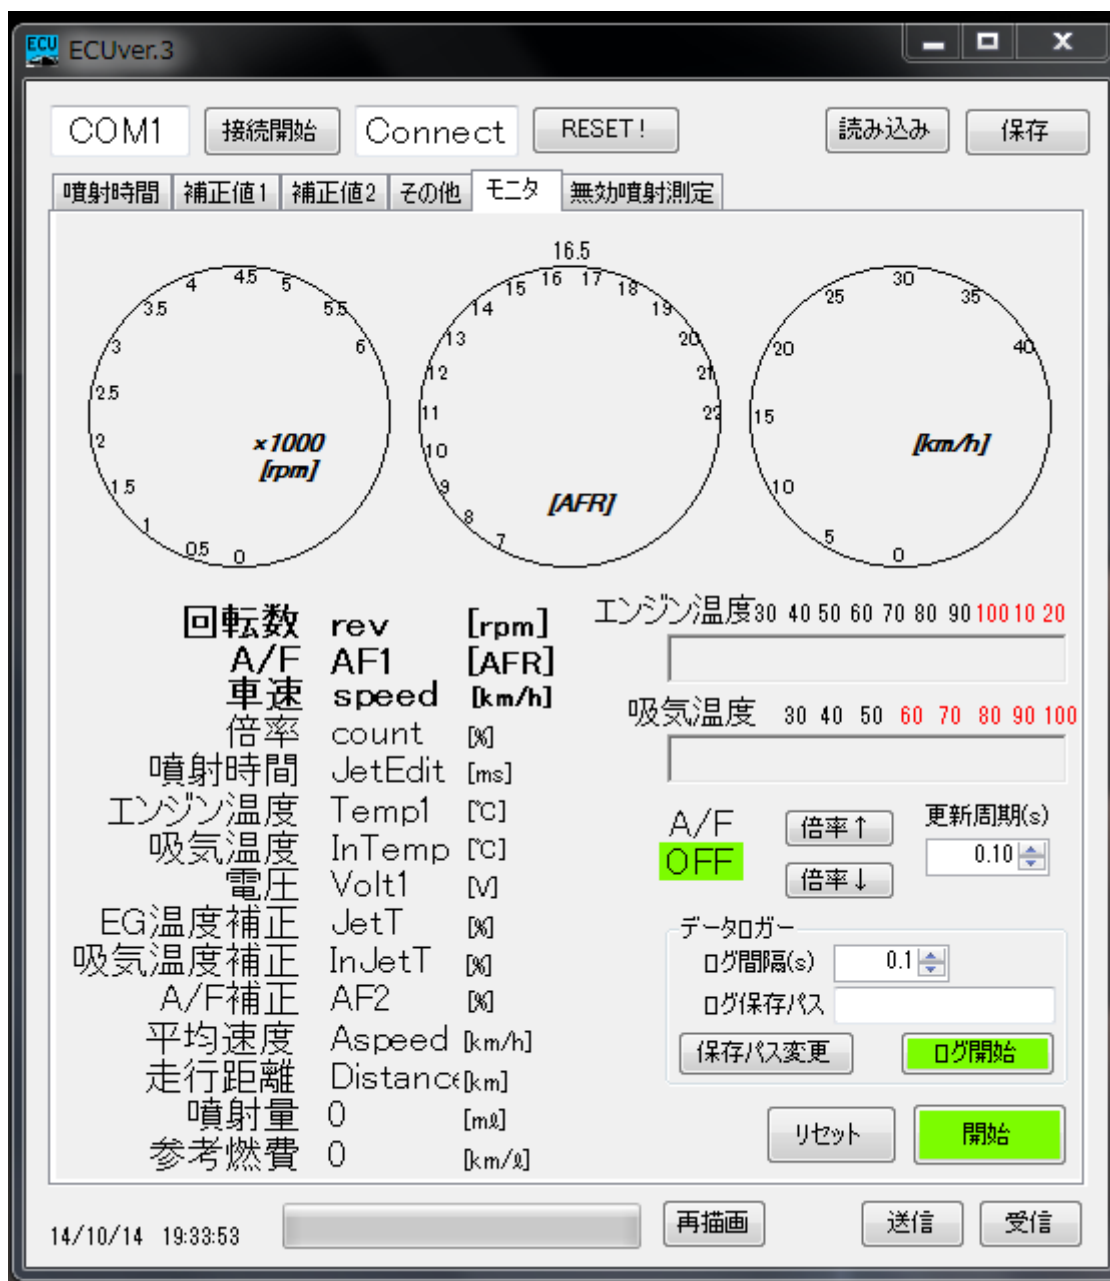 ECU ECUver.3
COM1 接続開始 Connect RESET! 読み込み 保存
噴射時間 補正値1 補正値2 その他 モニタ 無効噴射測定
0 0.5 1 1.5 2 2.5 3 3.5 4 4.5 5 5.5 6
×1000
[rpm]
16.5
7 8 9 10 11 12 13 14 15 16 17 18 19 20 21 22
[AFR]
0 5 10 15 20 25 30 35 40
[km/h]
回転数 rev [rpm]
A/F AF1 [AFR]
車速 speed [km/h]
倍率 count [%]
噴射時間 JetEdit [ms]
エンジン温度 Temp1 [℃]
吸気温度 InTemp [℃]
電圧 Volt1 [V]
EG温度補正 JetT [%]
吸気温度補正 InJetT [%]
A/F補正 AF2 [%]
平均速度 Aspeed [km/h]
走行距離 Distance [km]
噴射量 0 [mℓ]
参考燃費 0 [km/ℓ]
エンジン温度 30 40 50 60 70 80 90 100 10 20
吸気温度 30 40 50 60 70 80 90 100
A/F 倍率↑ 更新周期(s)
OFF 倍率↓ 0.10
データロガー
ログ間隔(s) 0.1
ログ保存パス
保存パス変更 ログ開始
リセット 開始
14/10/14 19:33:53 再描画 送信 受信